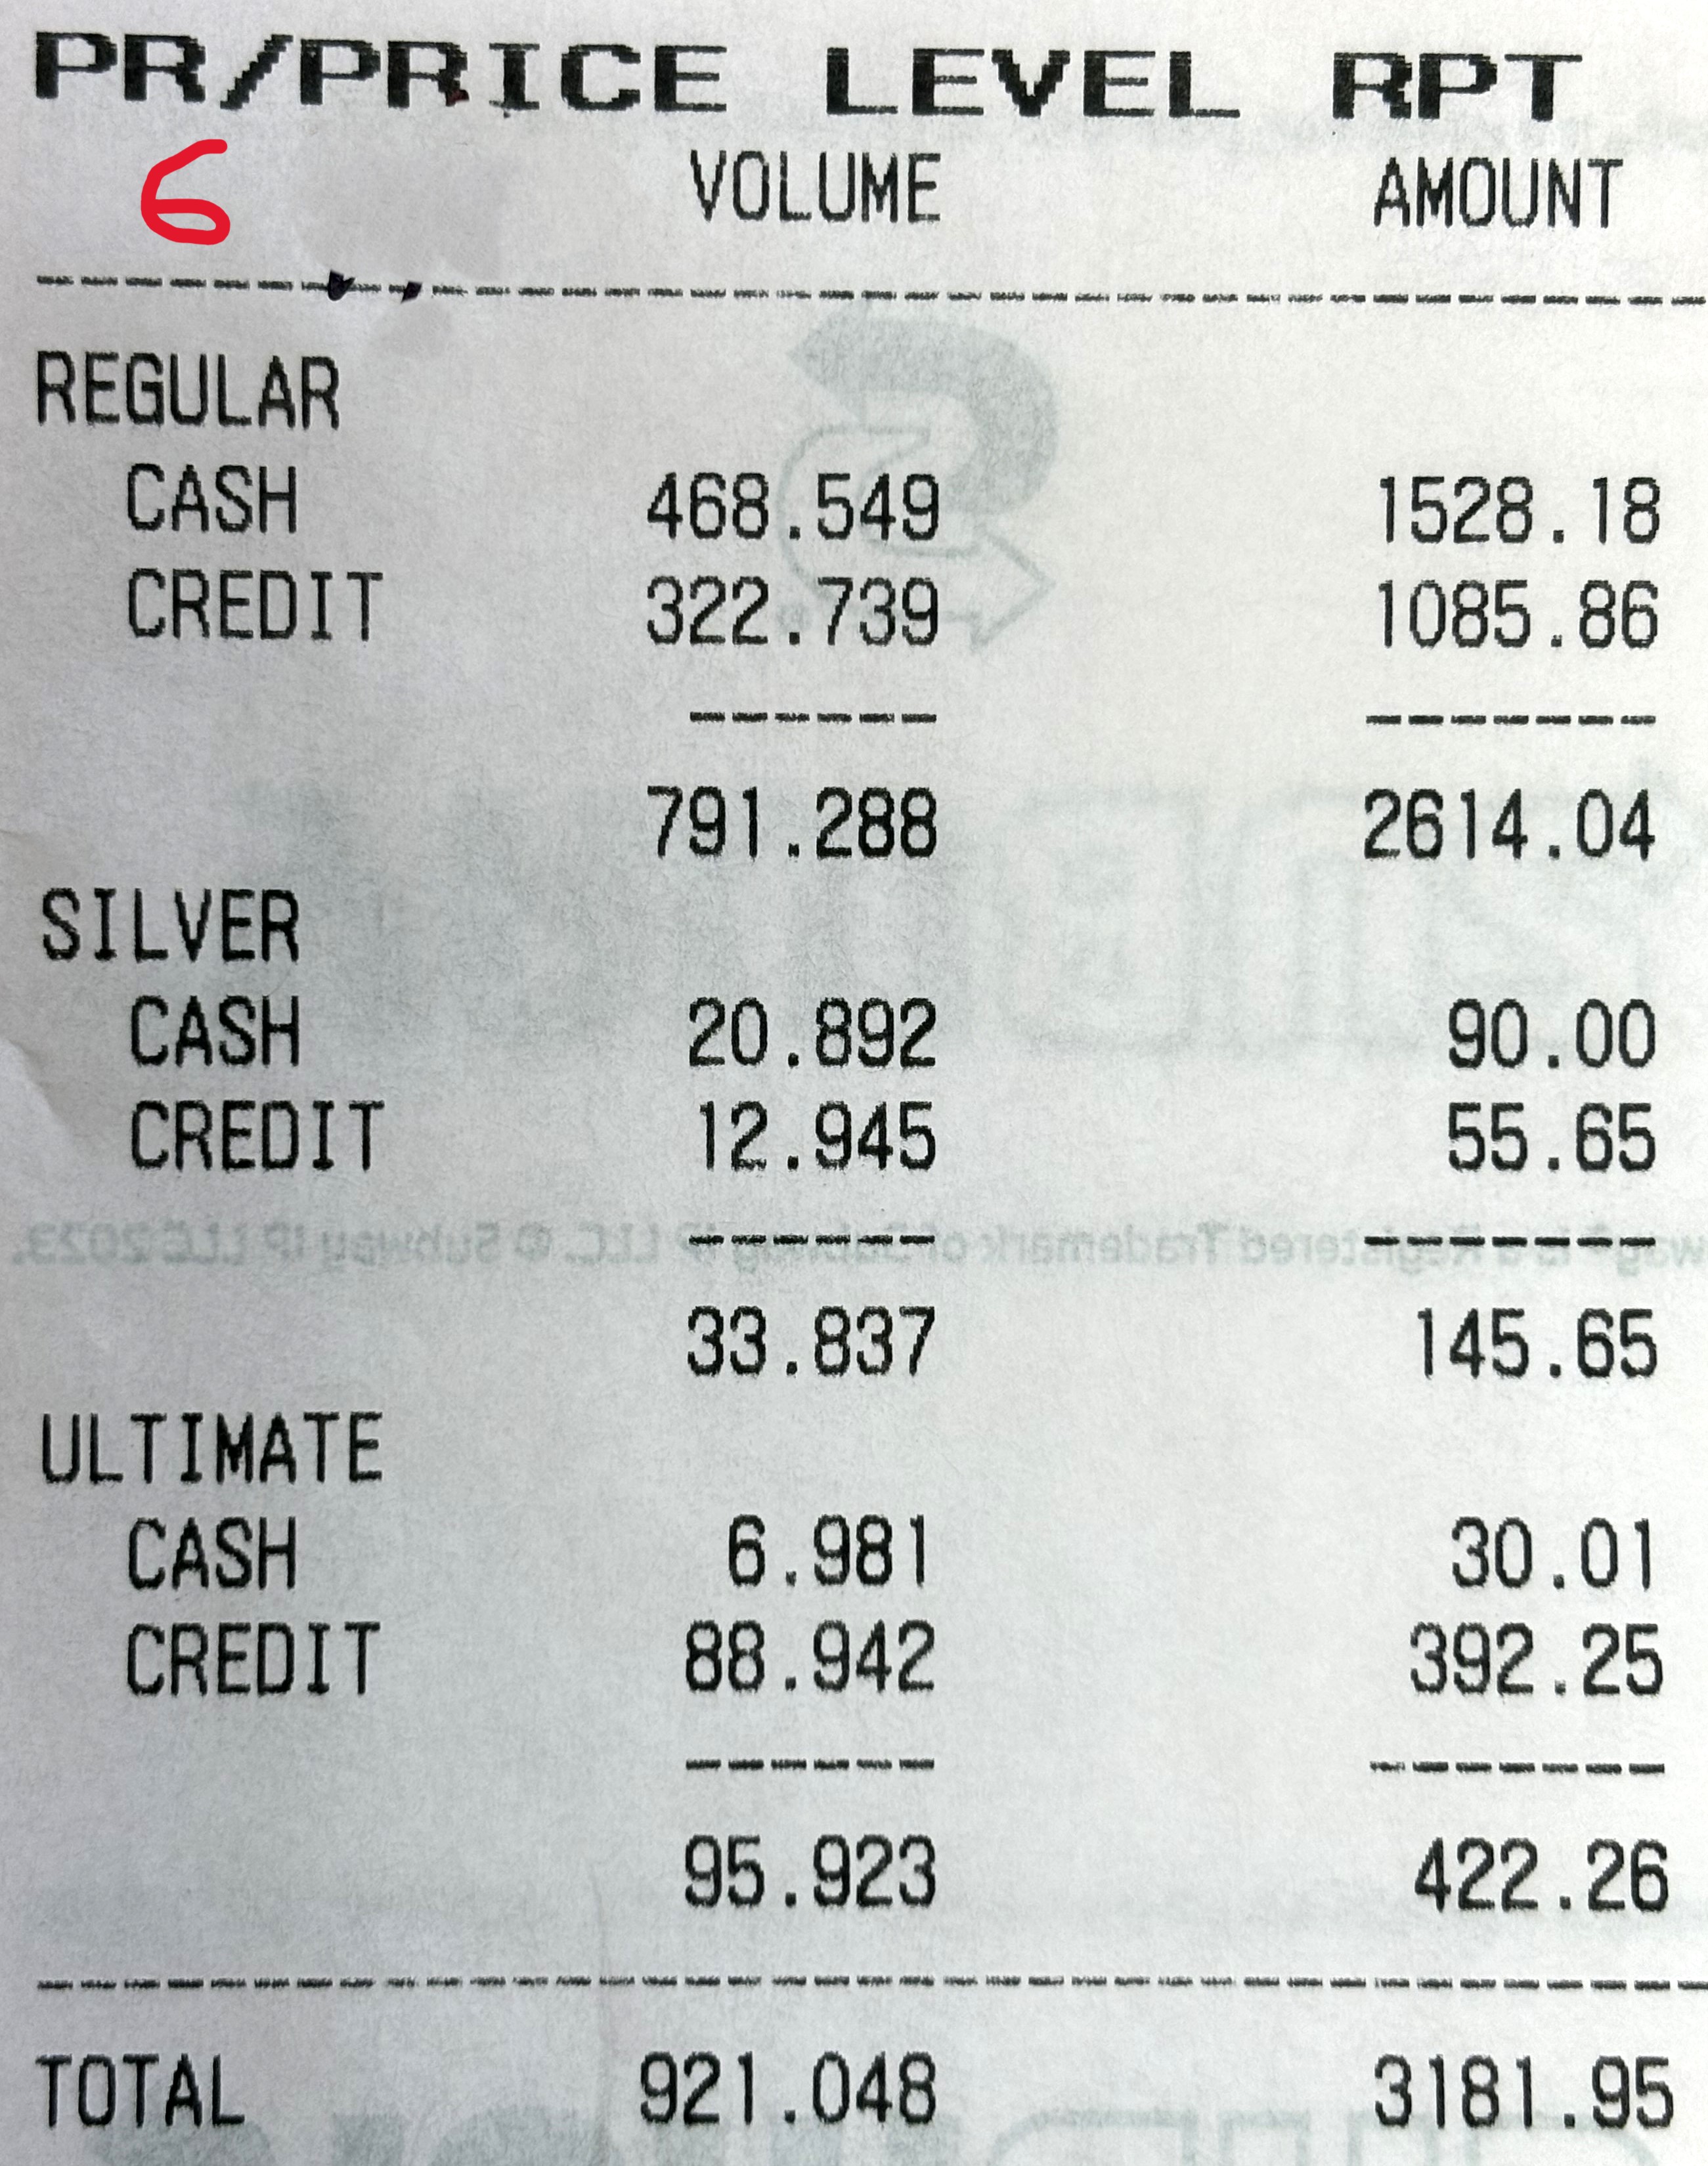 PR/PRICE LEVEL RPT
6 VOLUME AMOUNT
REGULAR
CASH 468.549 1528.18
CREDIT 322.739 1085.86
791.288 2614.04
SILVER
CASH 20.892 90.00
CREDIT 12.945 55.65
way® is a Registered Trademark of Subway IP LLC. © Subway IP LLC 2023.
33.837 145.65
ULTIMATE
CASH 6.981 30.01
CREDIT 88.942 392.25
95.923 422.26
TOTAL 921.048 3181.95